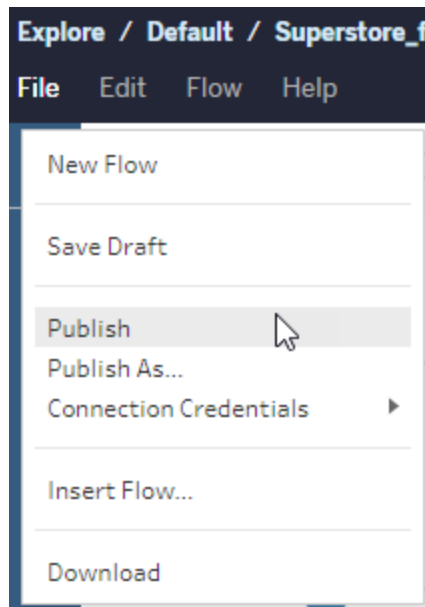 Explore / Default / Superstore_f
File Edit Flow Help
New Flow
Save Draft
Publish
Publish As...
Connection Credentials
Insert Flow...
Download